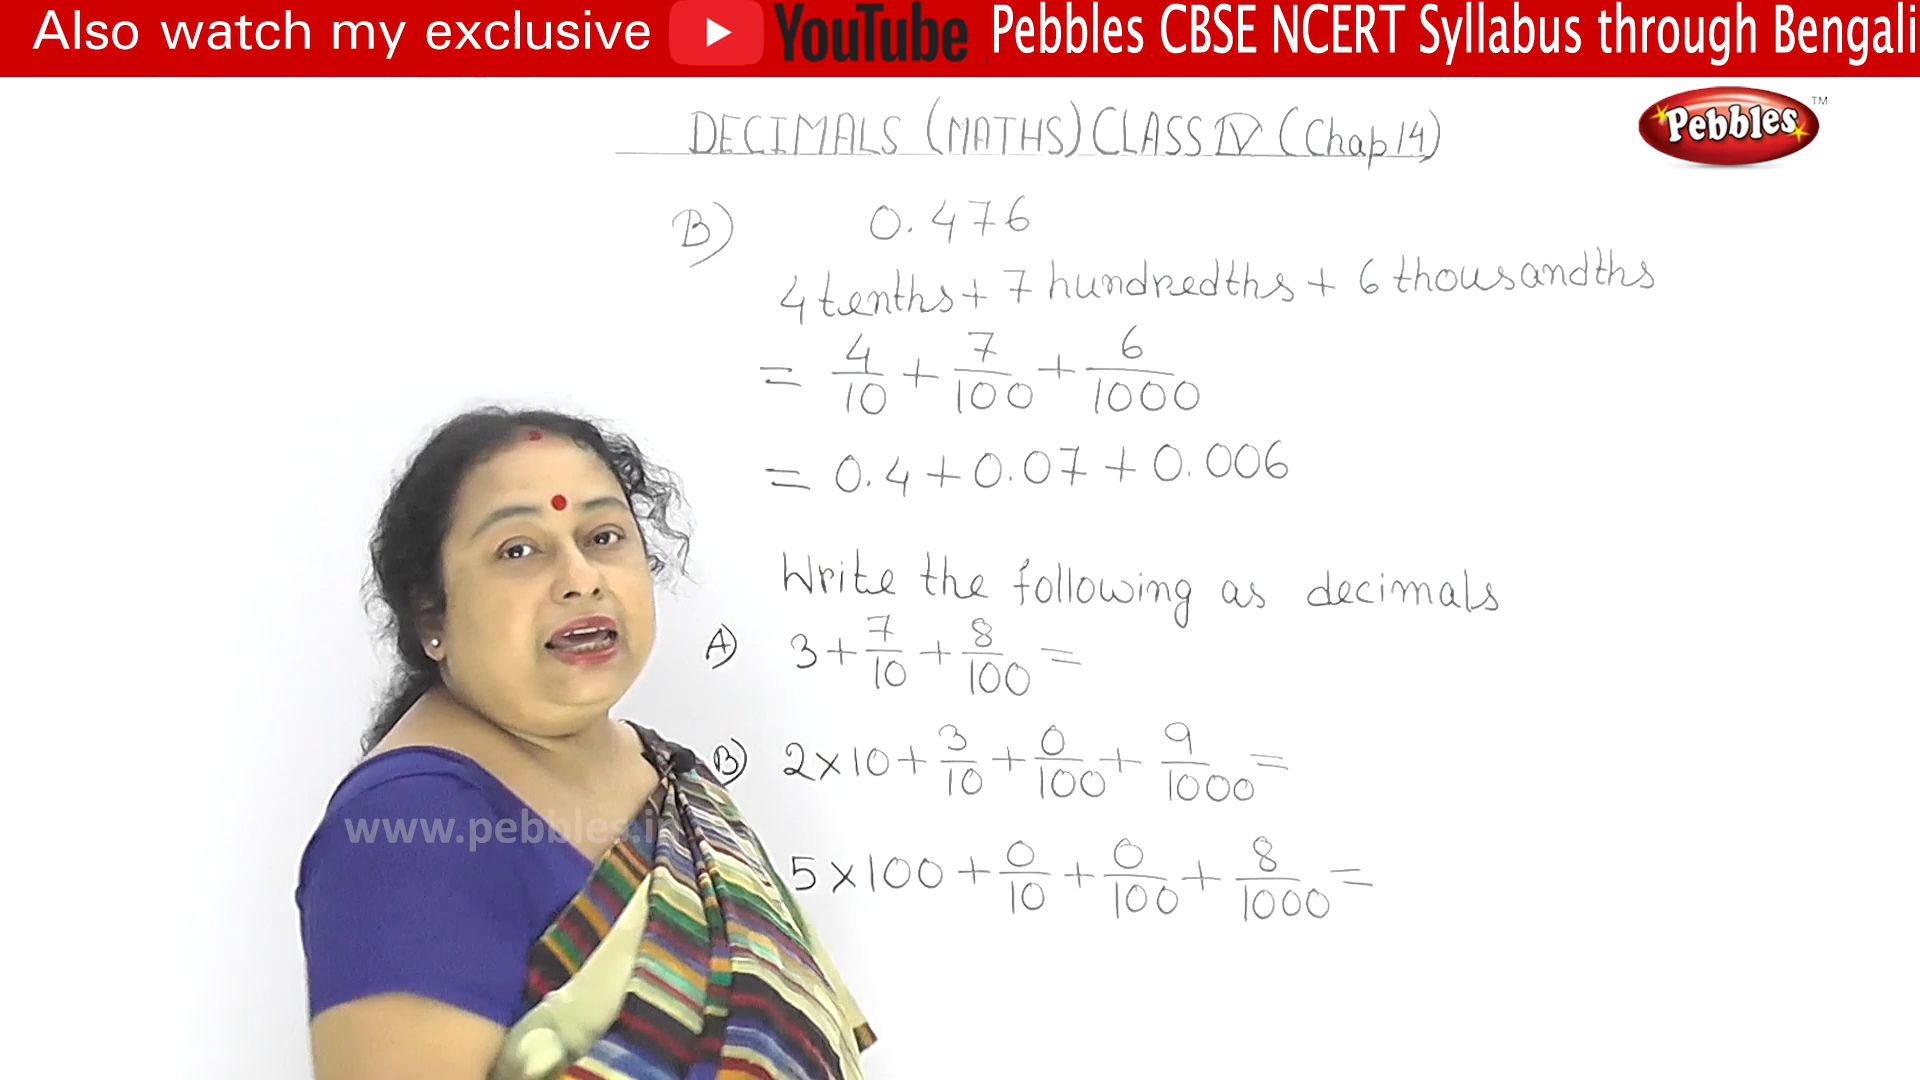 Also watch my exclusive YouTube Pebbles CBSE NCERT Syllabus through Bengali
Pebbles TM
DECIMALS (MATHS) CLASS IV (Chap 14)
B) 0.476
4 tenths + 7 hundredths + 6 thousandths
= 4/10 + 7/100 + 6/1000
= 0.4 + 0.07 + 0.006
Write the following as decimals
A) 3 + 7/10 + 8/100 =
B) 2 × 10 + 3/10 + 0/100 + 9/1000 =
5 × 100 + 0/10 + 0/100 + 8/1000 =
www.pebbles.in